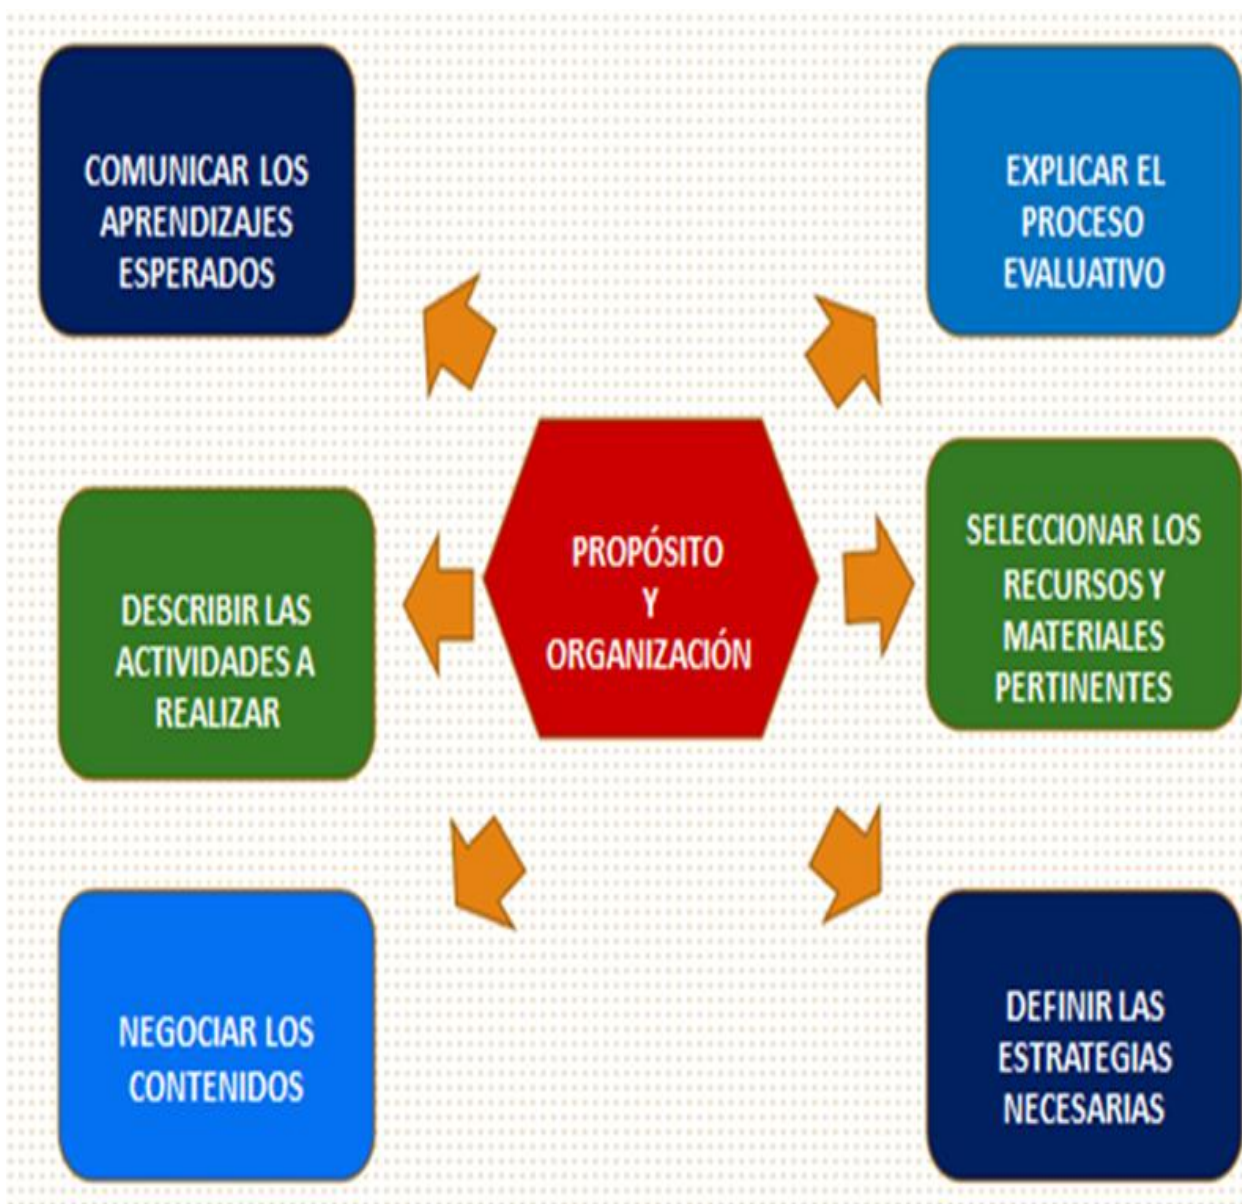 COMUNICAR LOS
APRENDIZAJES
ESPERADOS
EXPLICAR EL
PROCESO
EVALUATIVO
DESCRIBIR LAS
ACTIVIDADES A
REALIZAR
PROPÓSITO
Y
ORGANIZACIÓN
SELECCIONAR LOS
RECURSOS Y
MATERIALES
PERTINENTES
NEGOCIAR LOS
CONTENIDOS
DEFINIR LAS
ESTRATEGIAS
NECESARIAS